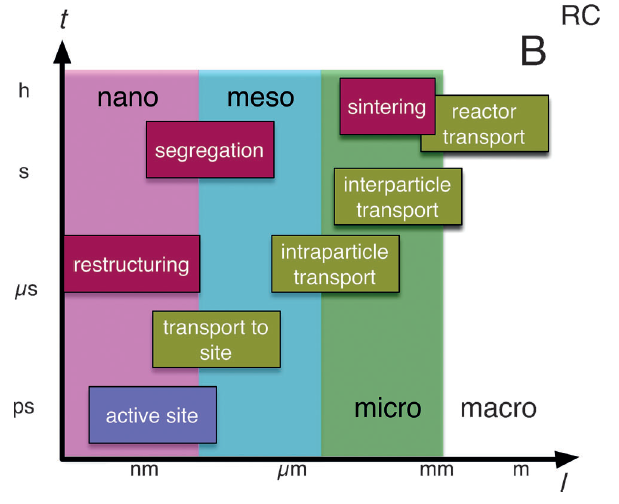 t
RC
B
h
nano
meso
sintering
reactor
transport
segregation
s
interparticle
transport
restructuring
intraparticle
transport
µs
transport to
site
ps
active site
micro
macro
nm
µm
mm
m
l